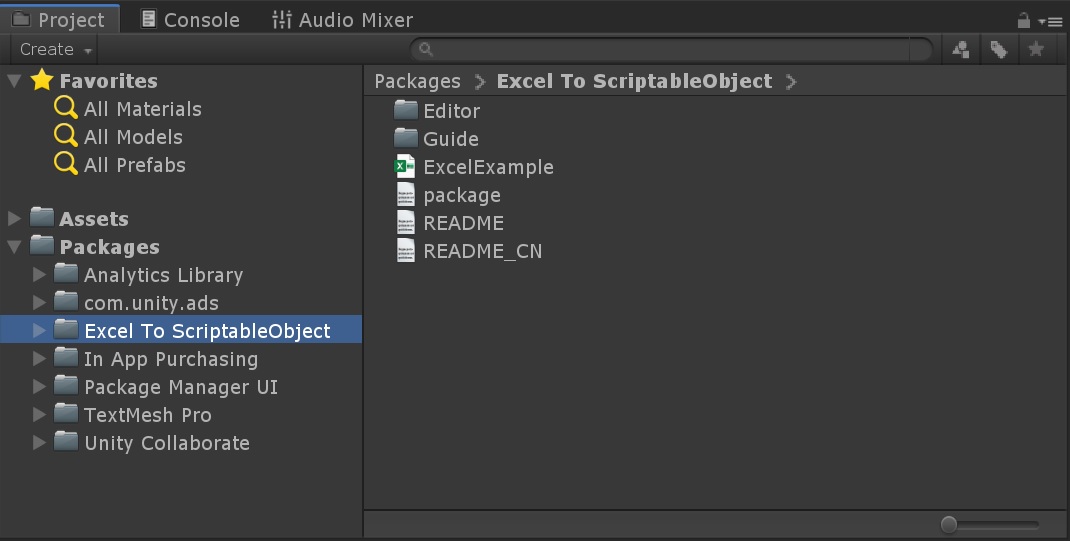 Project Console Audio Mixer
Create
Favorites
All Materials
All Models
All Prefabs
Assets
Packages
Analytics Library
com.unity.ads
Excel To ScriptableObject
In App Purchasing
Package Manager UI
TextMesh Pro
Unity Collaborate
Packages > Excel To ScriptableObject >
Editor
Guide
ExcelExample
package
README
README_CN